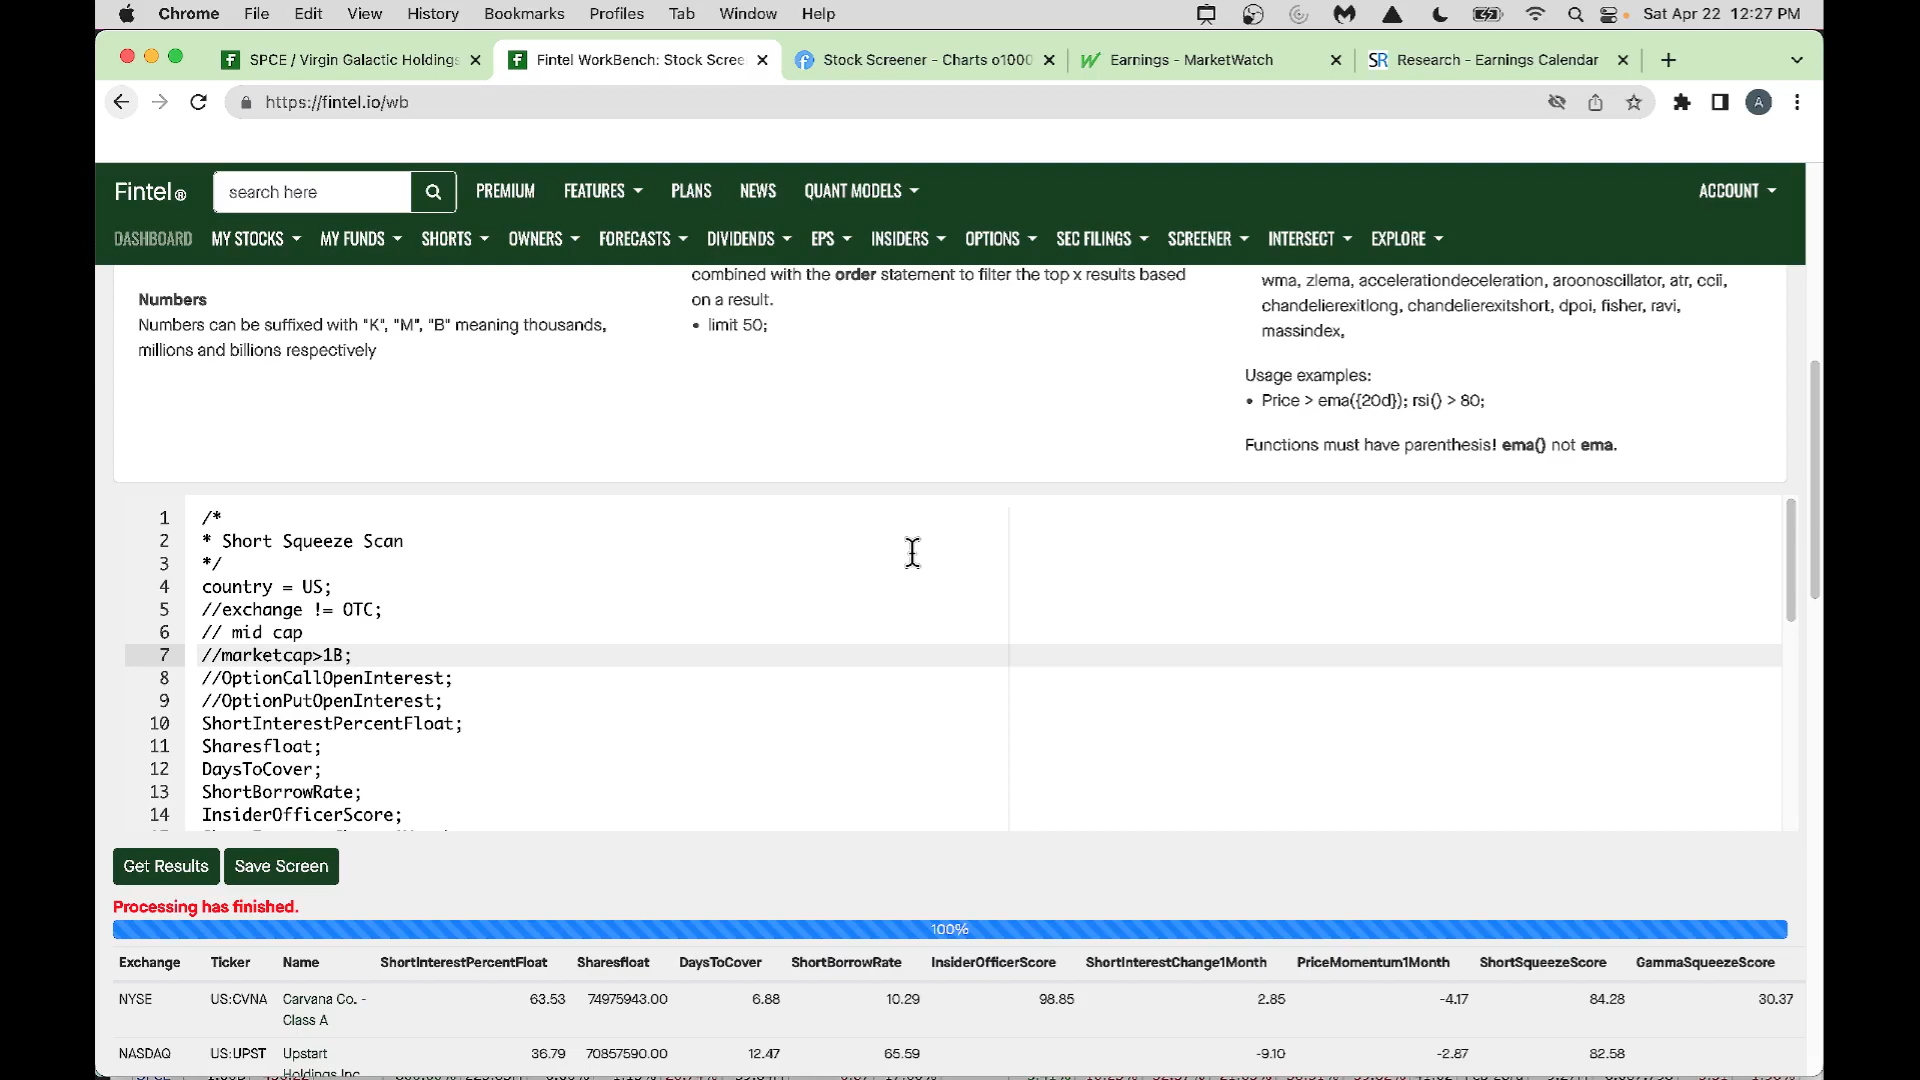 Chrome File Edit View History Bookmarks Profiles Tab Window Help Sat Apr 22 12:27 PM
SPCE / Virgin Galactic Holdings
Fintel WorkBench: Stock Scree
Stock Screener - Charts o1000
Earnings - MarketWatch
SR Research - Earnings Calendar
https://fintel.io/wb
A
Fintel® search here PREMIUM FEATURES PLANS NEWS QUANT MODELS ACCOUNT
DASHBOARD MY STOCKS MY FUNDS SHORTS OWNERS FORECASTS DIVIDENDS EPS INSIDERS OPTIONS SEC FILINGS SCREENER INTERSECT EXPLORE
Numbers
Numbers can be suffixed with "K", "M", "B" meaning thousands,
millions and billions respectively
combined with the order statement to filter the top x results based
on a result.
• limit 50;
wma, zlema, accelerationdeceleration, aroonoscillator, atr, ccii,
chandelierexitlong, chandelierexitshort, dpoi, fisher, ravi,
massindex,
Usage examples:
• Price > ema({20d}); rsi() > 80;
Functions must have parenthesis! ema() not ema.
1 /*
2 * Short Squeeze Scan
3 */
4 country = US;
5 //exchange != OTC;
6 // mid cap
7 //marketcap>1B;
8 //OptionCallOpenInterest;
9 //OptionPutOpenInterest;
10 ShortInterestPercentFloat;
11 Sharesfloat;
12 DaysToCover;
13 ShortBorrowRate;
14 InsiderOfficerScore;
Get Results Save Screen
Processing has finished.
100%
Exchange Ticker Name ShortInterestPercentFloat Sharesfloat DaysToCover ShortBorrowRate InsiderOfficerScore ShortInterestChange1Month PriceMomentum1Month ShortSqueezeScore GammaSqueezeScore
NYSE US:CVNA Carvana Co. - 63.53 74975943.00 6.88 10.29 98.85 2.85 -4.17 84.28 30.37
Class A
NASDAQ US:UPST Upstart 36.79 70857590.00 12.47 65.59 -9.10 -2.87 82.58
Holdings Inc